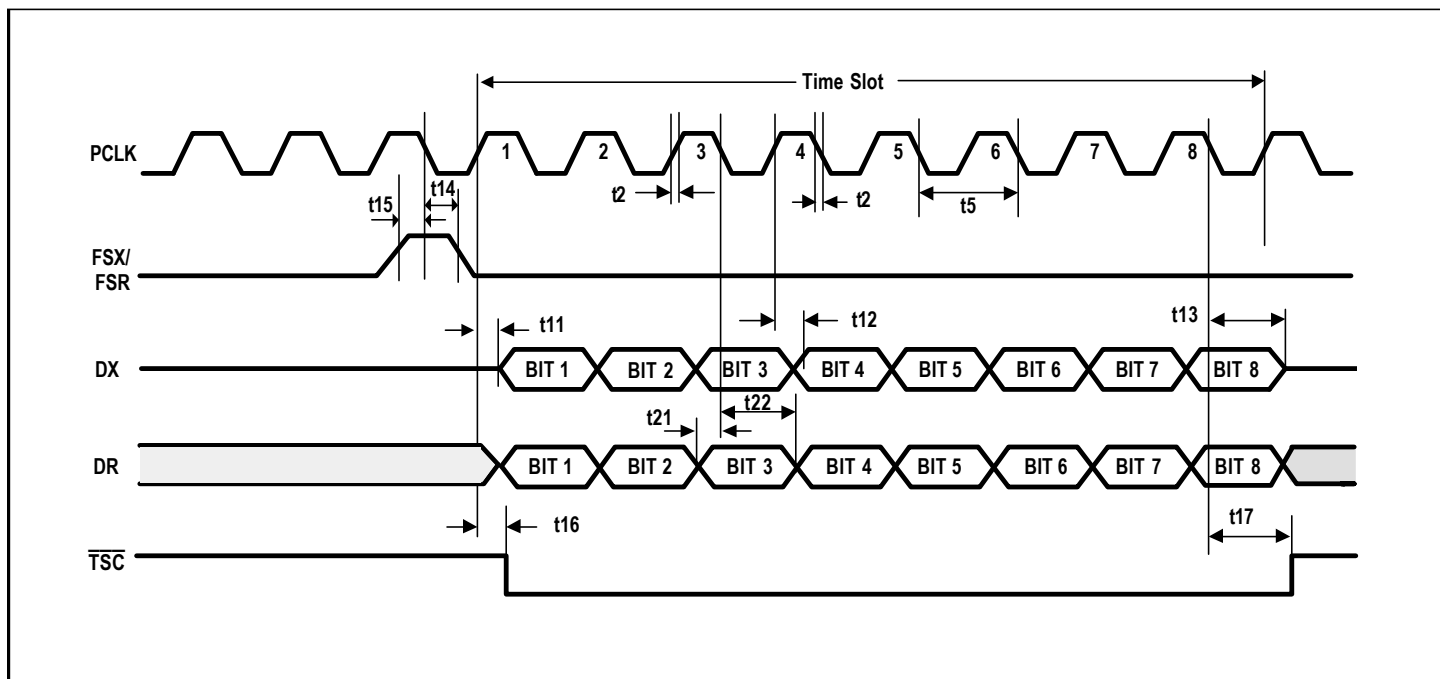 Time Slot
PCLK
1 2 3 4 5 6 7 8
t2 t2 t5
t15 t14
FSX/
FSR
t11 t12 t13
DX
BIT 1 BIT 2 BIT 3 BIT 4 BIT 5 BIT 6 BIT 7 BIT 8
t21 t22
DR
BIT 1 BIT 2 BIT 3 BIT 4 BIT 5 BIT 6 BIT 7 BIT 8
t16 t17
TSC